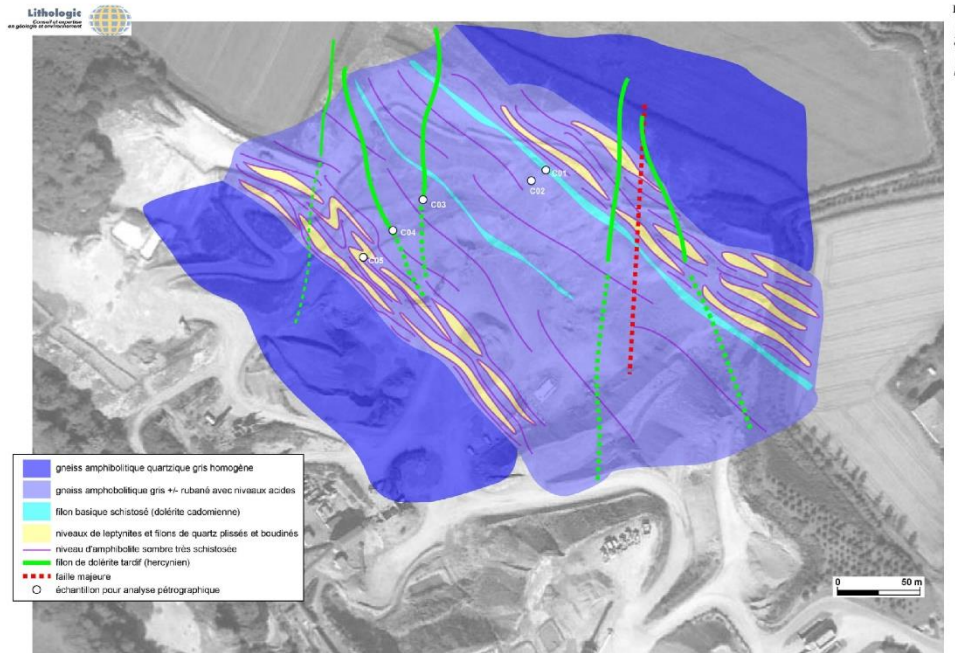 Lithologic
Conseil et expertise
en géologie et environnement
C01
C02
C03
C04
C05
gneiss amphibolitique quartzique gris homogène
gneiss amphobolitique gris +/- rubané avec niveaux acides
filon basique schistosé (dolérite cadomienne)
niveaux de leptynites et filons de quartz plissés et boudinés
niveau d'amphibolite sombre très schistosée
filon de dolérite tardif (hercynien)
faille majeure
échantillon pour analyse pétrographique
0 50 m